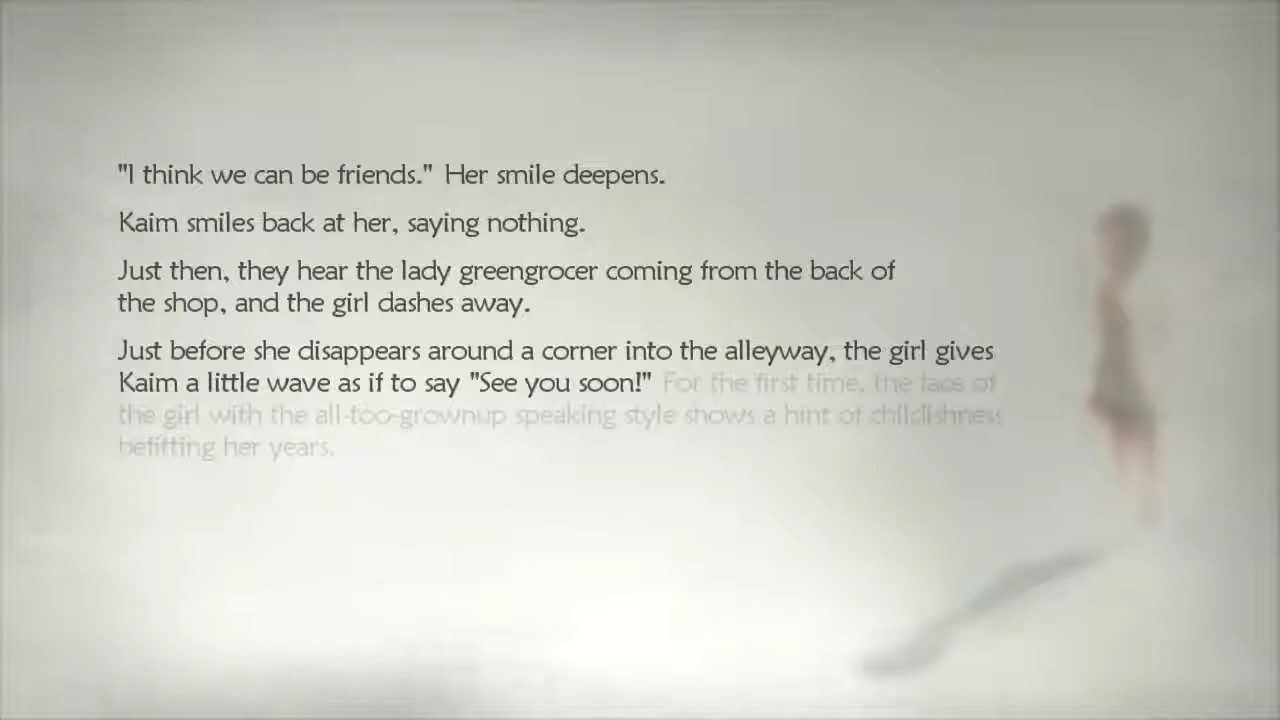 "I think we can be friends." Her smile deepens.
Kaim smiles back at her, saying nothing.
Just then, they hear the lady greengrocer coming from the back of
the shop, and the girl dashes away.
Just before she disappears around a corner into the alleyway, the girl gives
Kaim a little wave as if to say "See you soon!" For the first time, the face of
the girl with the all-too-grownup speaking style shows a hint of childishness
befitting her years.